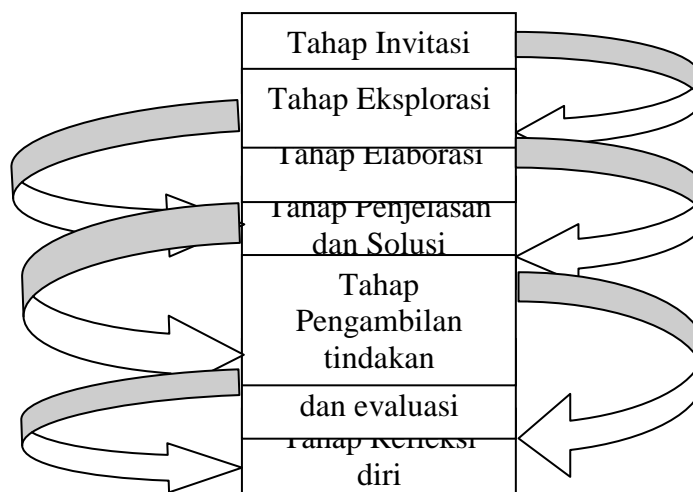 Tahap Invitasi
Tahap Eksplorasi
Tahap Elaborasi
Tahap Penjelasan
dan Solusi
Tahap
Pengambilan
tindakan
dan evaluasi
Tahap Refleksi
diri